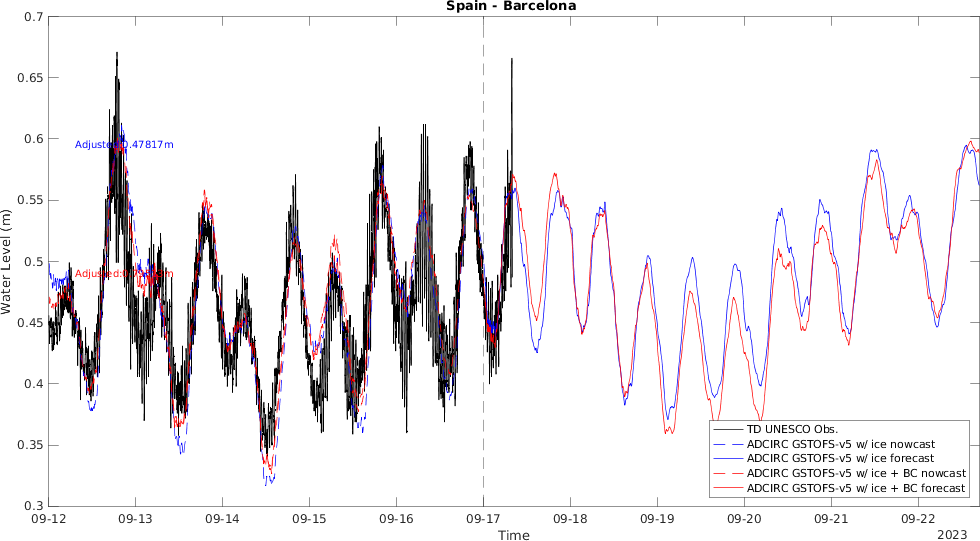 Spain - Barcelona
0.7
0.65
0.6
0.55
0.5
0.45
0.4
0.35
0.3
Water Level (m)
Adjusted:0.47817m
TD UNESCO Obs.
ADCIRC GSTOFS-v5 w/ ice nowcast
ADCIRC GSTOFS-v5 w/ ice forecast
ADCIRC GSTOFS-v5 w/ ice + BC nowcast
ADCIRC GSTOFS-v5 w/ ice + BC forecast
09-12 09-13 09-14 09-15 09-16 09-17 09-18 09-19 09-20 09-21 09-22
Time
2023